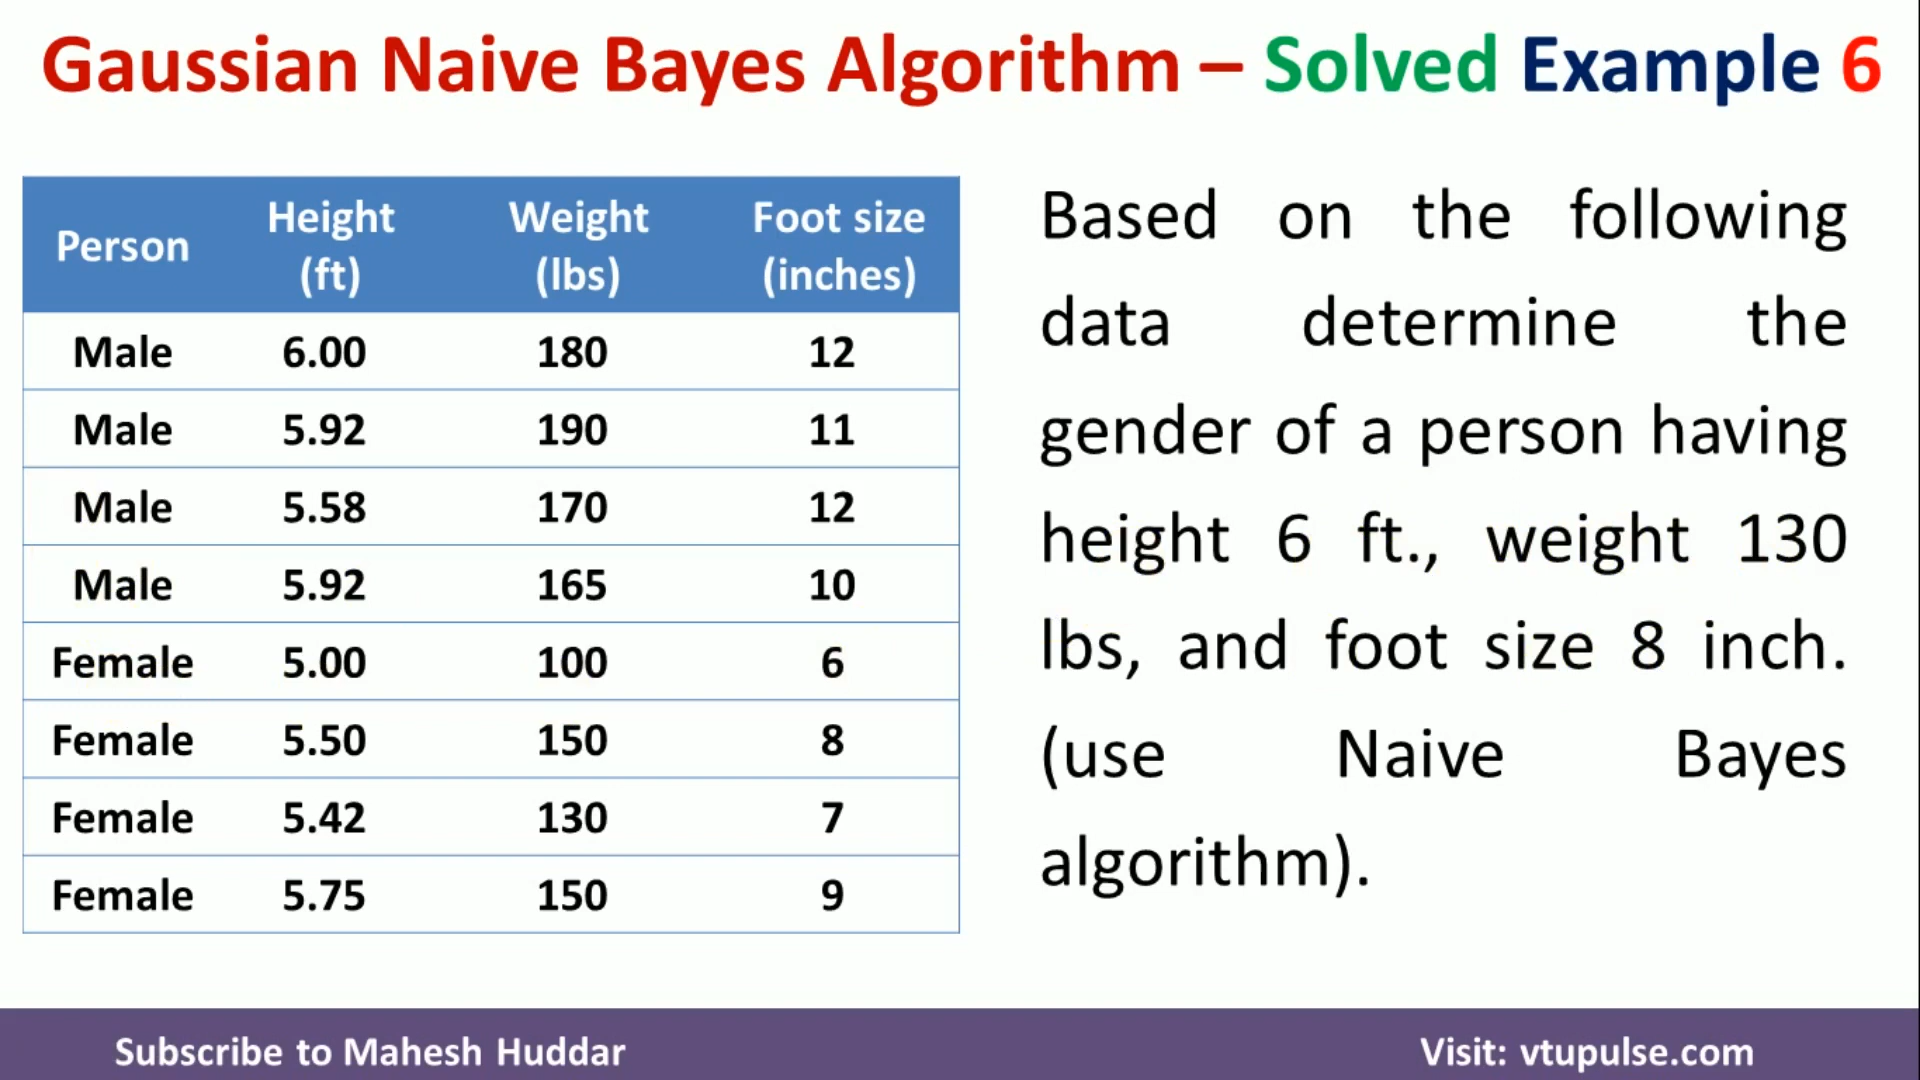 Gaussian Naive Bayes Algorithm – Solved Example 6
Person Height (ft) Weight (lbs) Foot size (inches)
Male 6.00 180 12
Male 5.92 190 11
Male 5.58 170 12
Male 5.92 165 10
Female 5.00 100 6
Female 5.50 150 8
Female 5.42 130 7
Female 5.75 150 9
Based on the following
data determine the
gender of a person having
height 6 ft., weight 130
lbs, and foot size 8 inch.
(use Naive Bayes
algorithm).
Subscribe to Mahesh Huddar
Visit: vtupulse.com